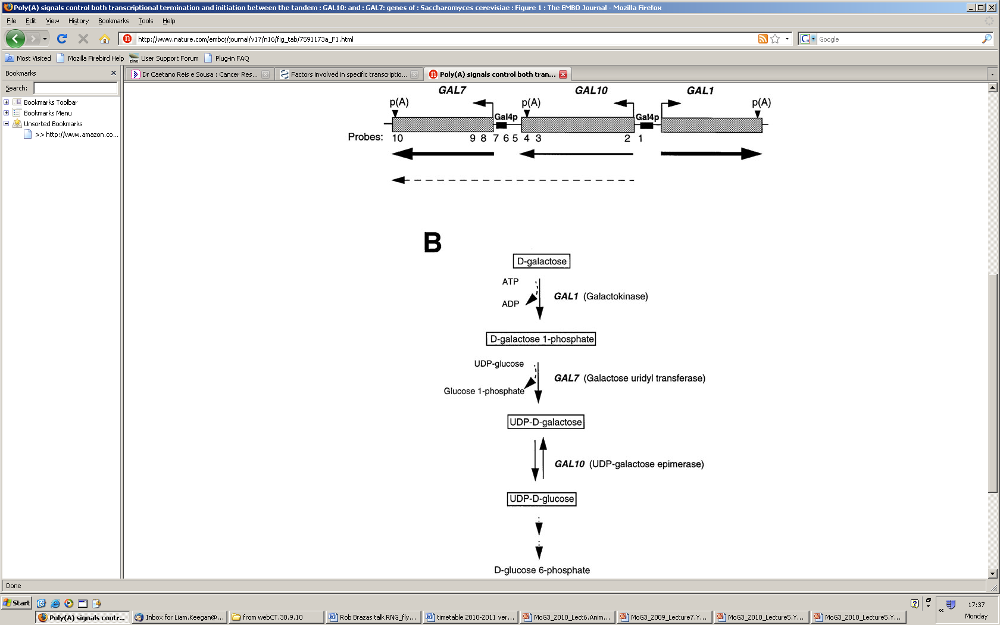 Poly(A) signals control both transcriptional termination and initiation between the tandem : GAL10: and : GAL7: genes of : Saccharomyces cerevisiae : Figure 1 : The EMBO Journal - Mozilla Firefox
File Edit View History Bookmarks Tools Help
http://www.nature.com/emboj/journal/v17/n16/fig_tab/7591173a_F1.html
Google
Most Visited Mozilla Firebird Help User Support Forum Plug-in FAQ
Bookmarks
Search:
Bookmarks Toolbar
Bookmarks Menu
Unsorted Bookmarks
>> http://www.amazon.co...
Dr Caetano Reis e Sousa : Cancer Res... Factors involved in specific transcriptio... Poly(A) signals control both tran...
GAL7 GAL10 GAL1
p(A) p(A) p(A)
Gal4p Gal4p
Probes: 10 9 8 7 6 5 4 3 2 1
B
D-galactose
ATP
GAL1 (Galactokinase)
ADP
D-galactose 1-phosphate
UDP-glucose
GAL7 (Galactose uridyl transferase)
Glucose 1-phosphate
UDP-D-galactose
GAL10 (UDP-galactose epimerase)
UDP-D-glucose
D-glucose 6-phosphate
Done
Start
17:37
Monday
Poly(A) signals contr... Inbox for Liam.Keegan@... from webCT.30.9.10 Rob Brazas talk RNG_fly... timetable 2010-2011 ver... MoG3_2010_Lect6.Anim... MoG3_2009_Lecture7.Y... MoG3_2010_Lecture5.Y... MoG3_2010_Lecture5.Y...